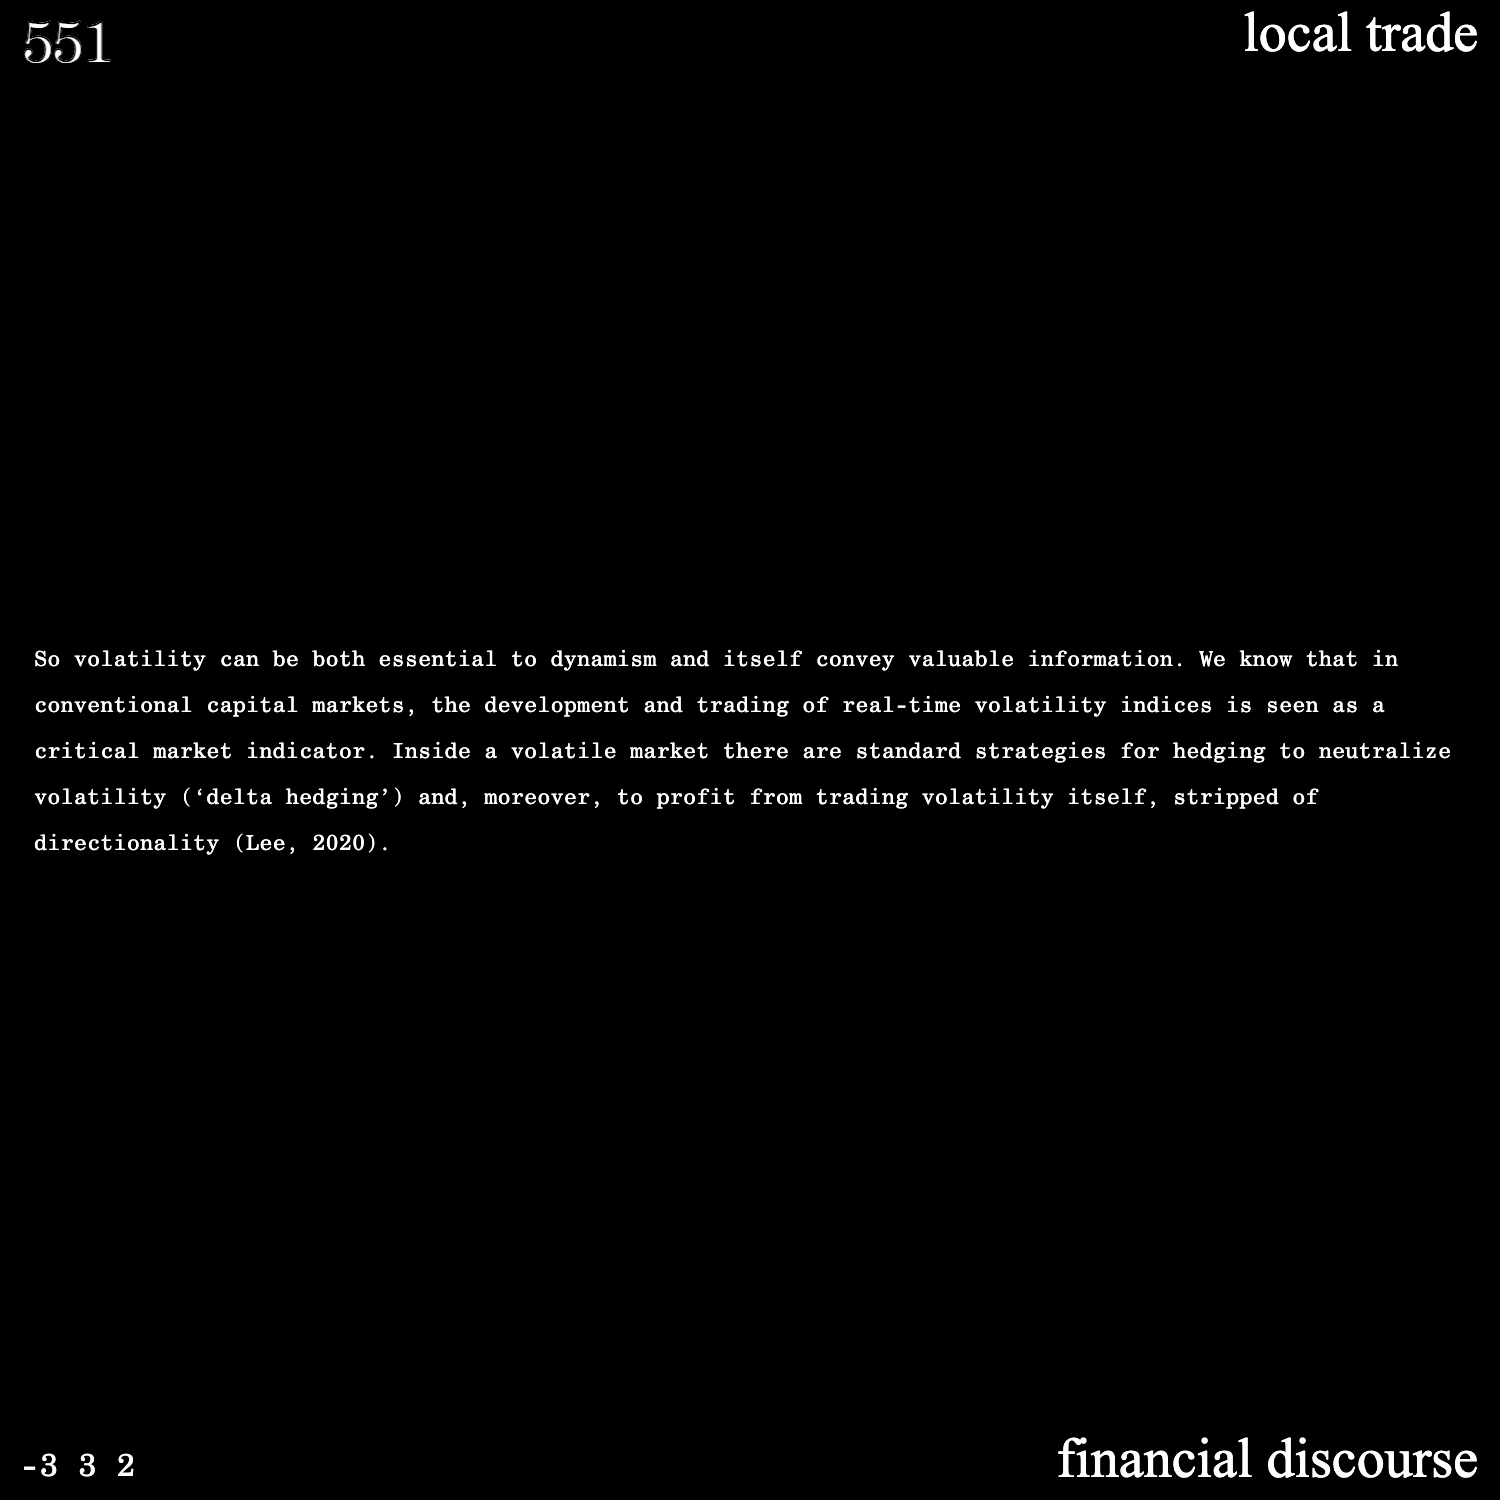 551
local trade
So volatility can be both essential to dynamism and itself convey valuable information. We know that in
conventional capital markets, the development and trading of real-time volatility indices is seen as a
critical market indicator. Inside a volatile market there are standard strategies for hedging to neutralize
volatility (‘delta hedging’) and, moreover, to profit from trading volatility itself, stripped of
directionality (Lee, 2020).
-3 3 2
financial discourse